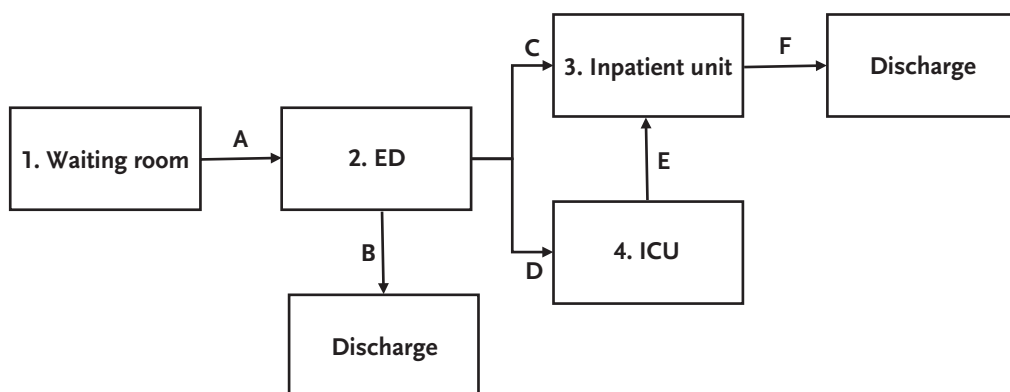 C
F
3. Inpatient unit
Discharge
A
1. Waiting room
2. ED
E
B
D
4. ICU
Discharge